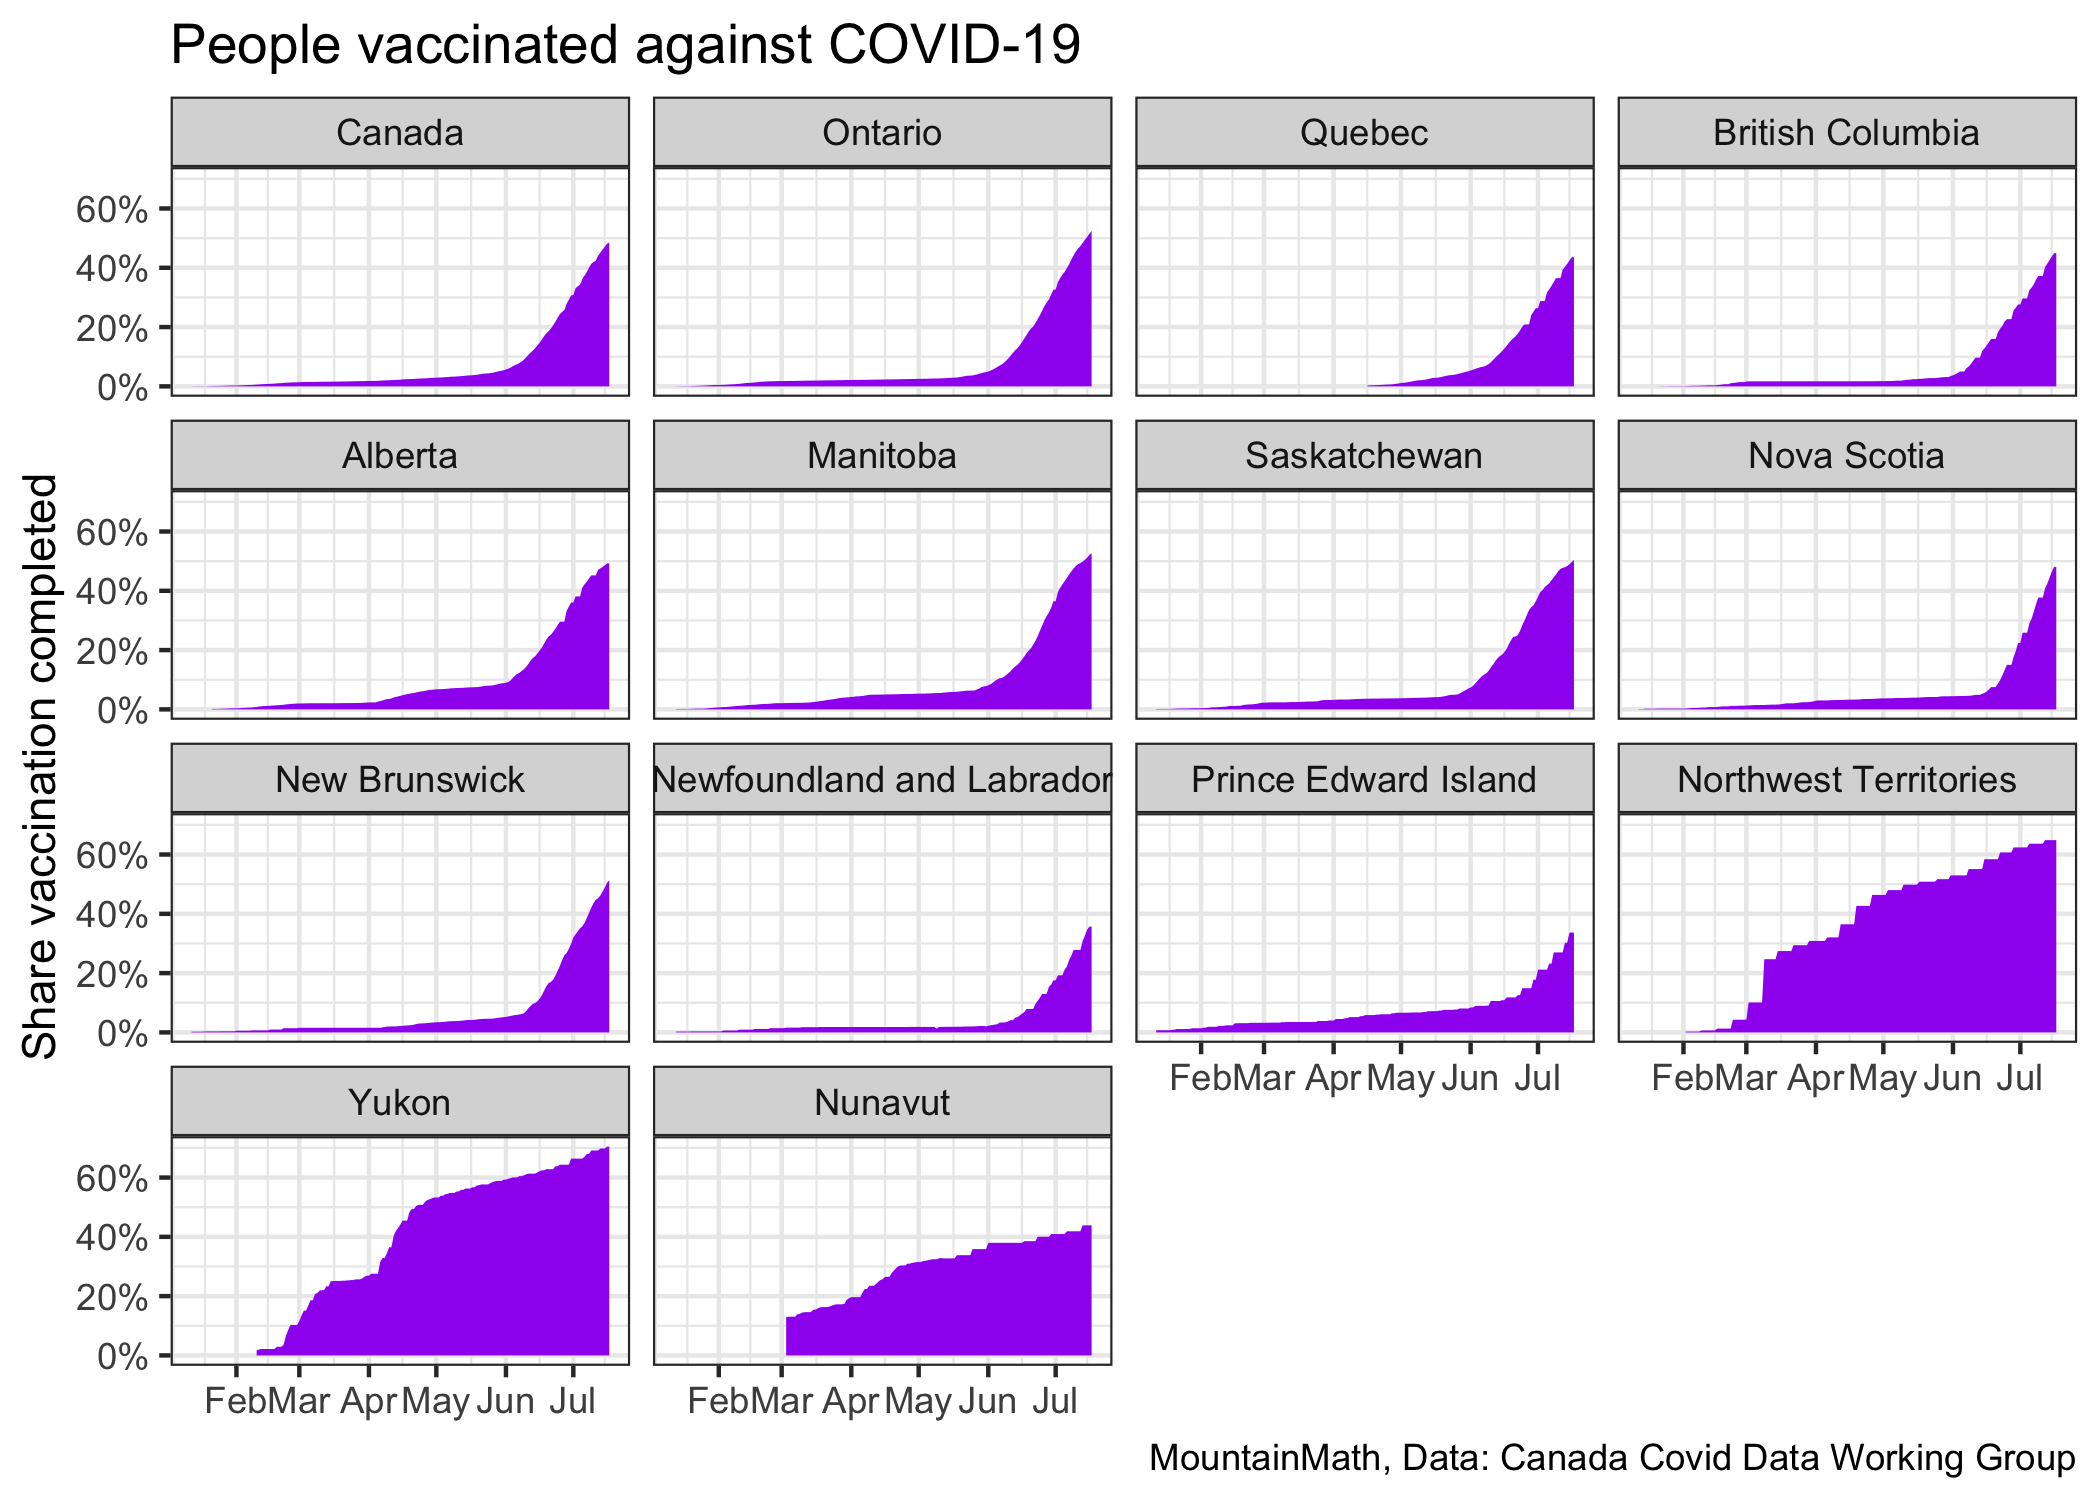 People vaccinated against COVID-19
Canada
Ontario
Quebec
British Columbia
60%
40%
20%
0%
Alberta
Manitoba
Saskatchewan
Nova Scotia
60%
40%
20%
0%
New Brunswick
Newfoundland and Labrador
Prince Edward Island
Northwest Territories
60%
40%
20%
0%
Feb Mar Apr May Jun Jul
Feb Mar Apr May Jun Jul
Yukon
Nunavut
60%
40%
20%
0%
Feb Mar Apr May Jun Jul
Feb Mar Apr May Jun Jul
Share vaccination completed
MountainMath, Data: Canada Covid Data Working Group